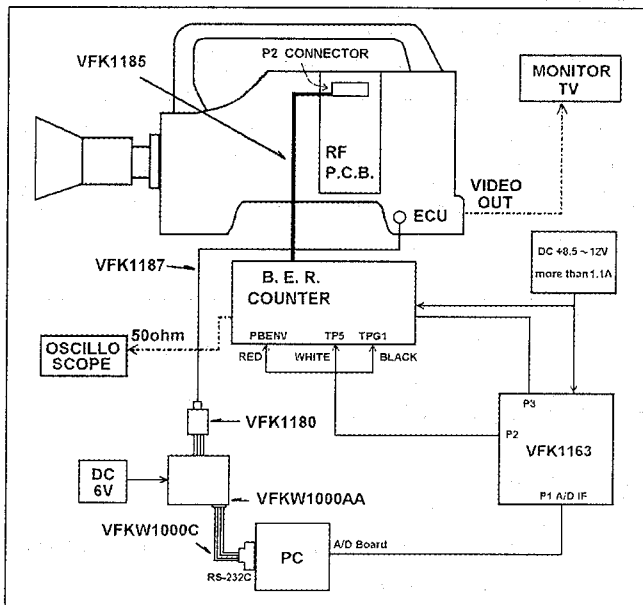 P2 CONNECTOR
VFK1185
MONITOR
TV
RF
P.C.B.
VIDEO
OUT
ECU
DC +8.5 ~ 12V
more than 1.1A
VFK1187
B. E. R.
COUNTER
50ohm
OSCILLO
SCOPE
PBENV TP5 TPG1
RED WHITE BLACK
P3
VFK1180
P2
VFK1163
DC
6V
P1 A/D IF
VFKW1000AA
VFKW1000C
PC
A/D Board
RS-232C